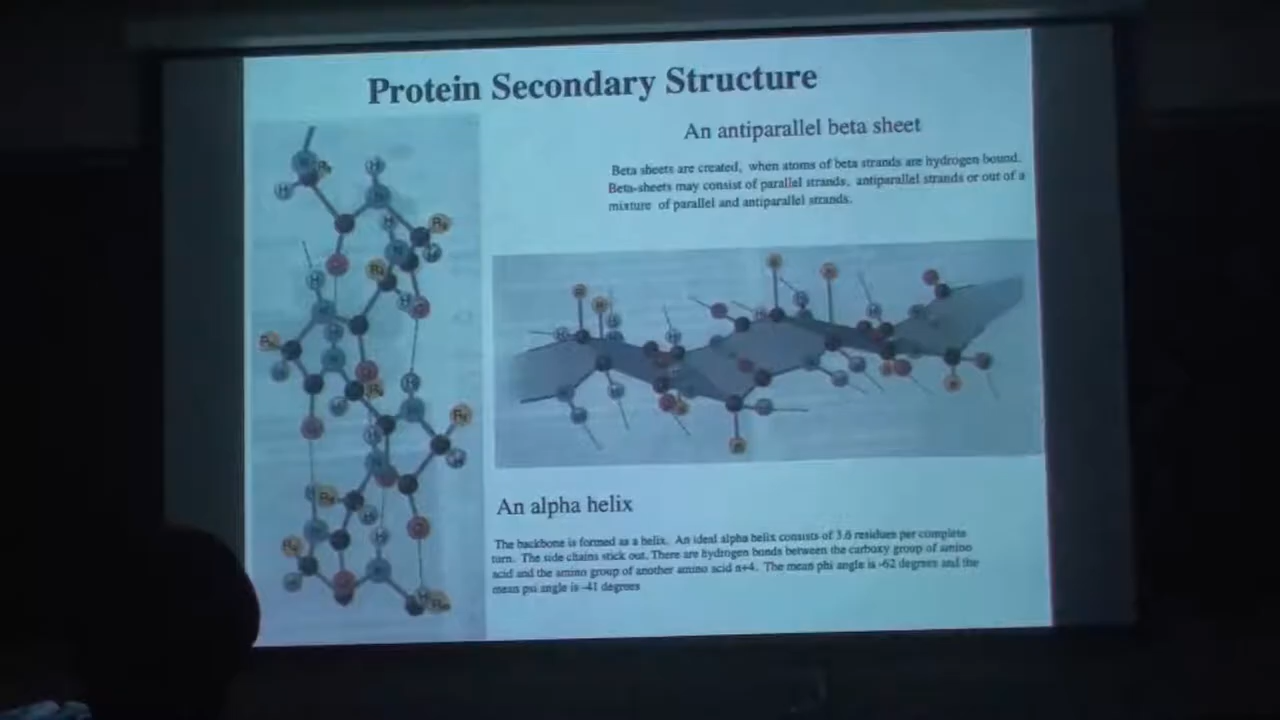 Protein Secondary Structure
An antiparallel beta sheet
Beta sheets are created, when atoms of beta strands are hydrogen bound.
Beta-sheets may consist of parallel strands, antiparallel strands or out of a
mixture of parallel and antiparallel strands.
An alpha helix
The backbone is formed as a helix. An ideal alpha helix consists of 3.6 residues per complete
turn. The side chains stick out. There are hydrogen bonds between the carboxy group of amino
acid and the amino group of another amino acid n+4. The mean phi angle is -62 degrees and the
mean psi angle is -41 degrees